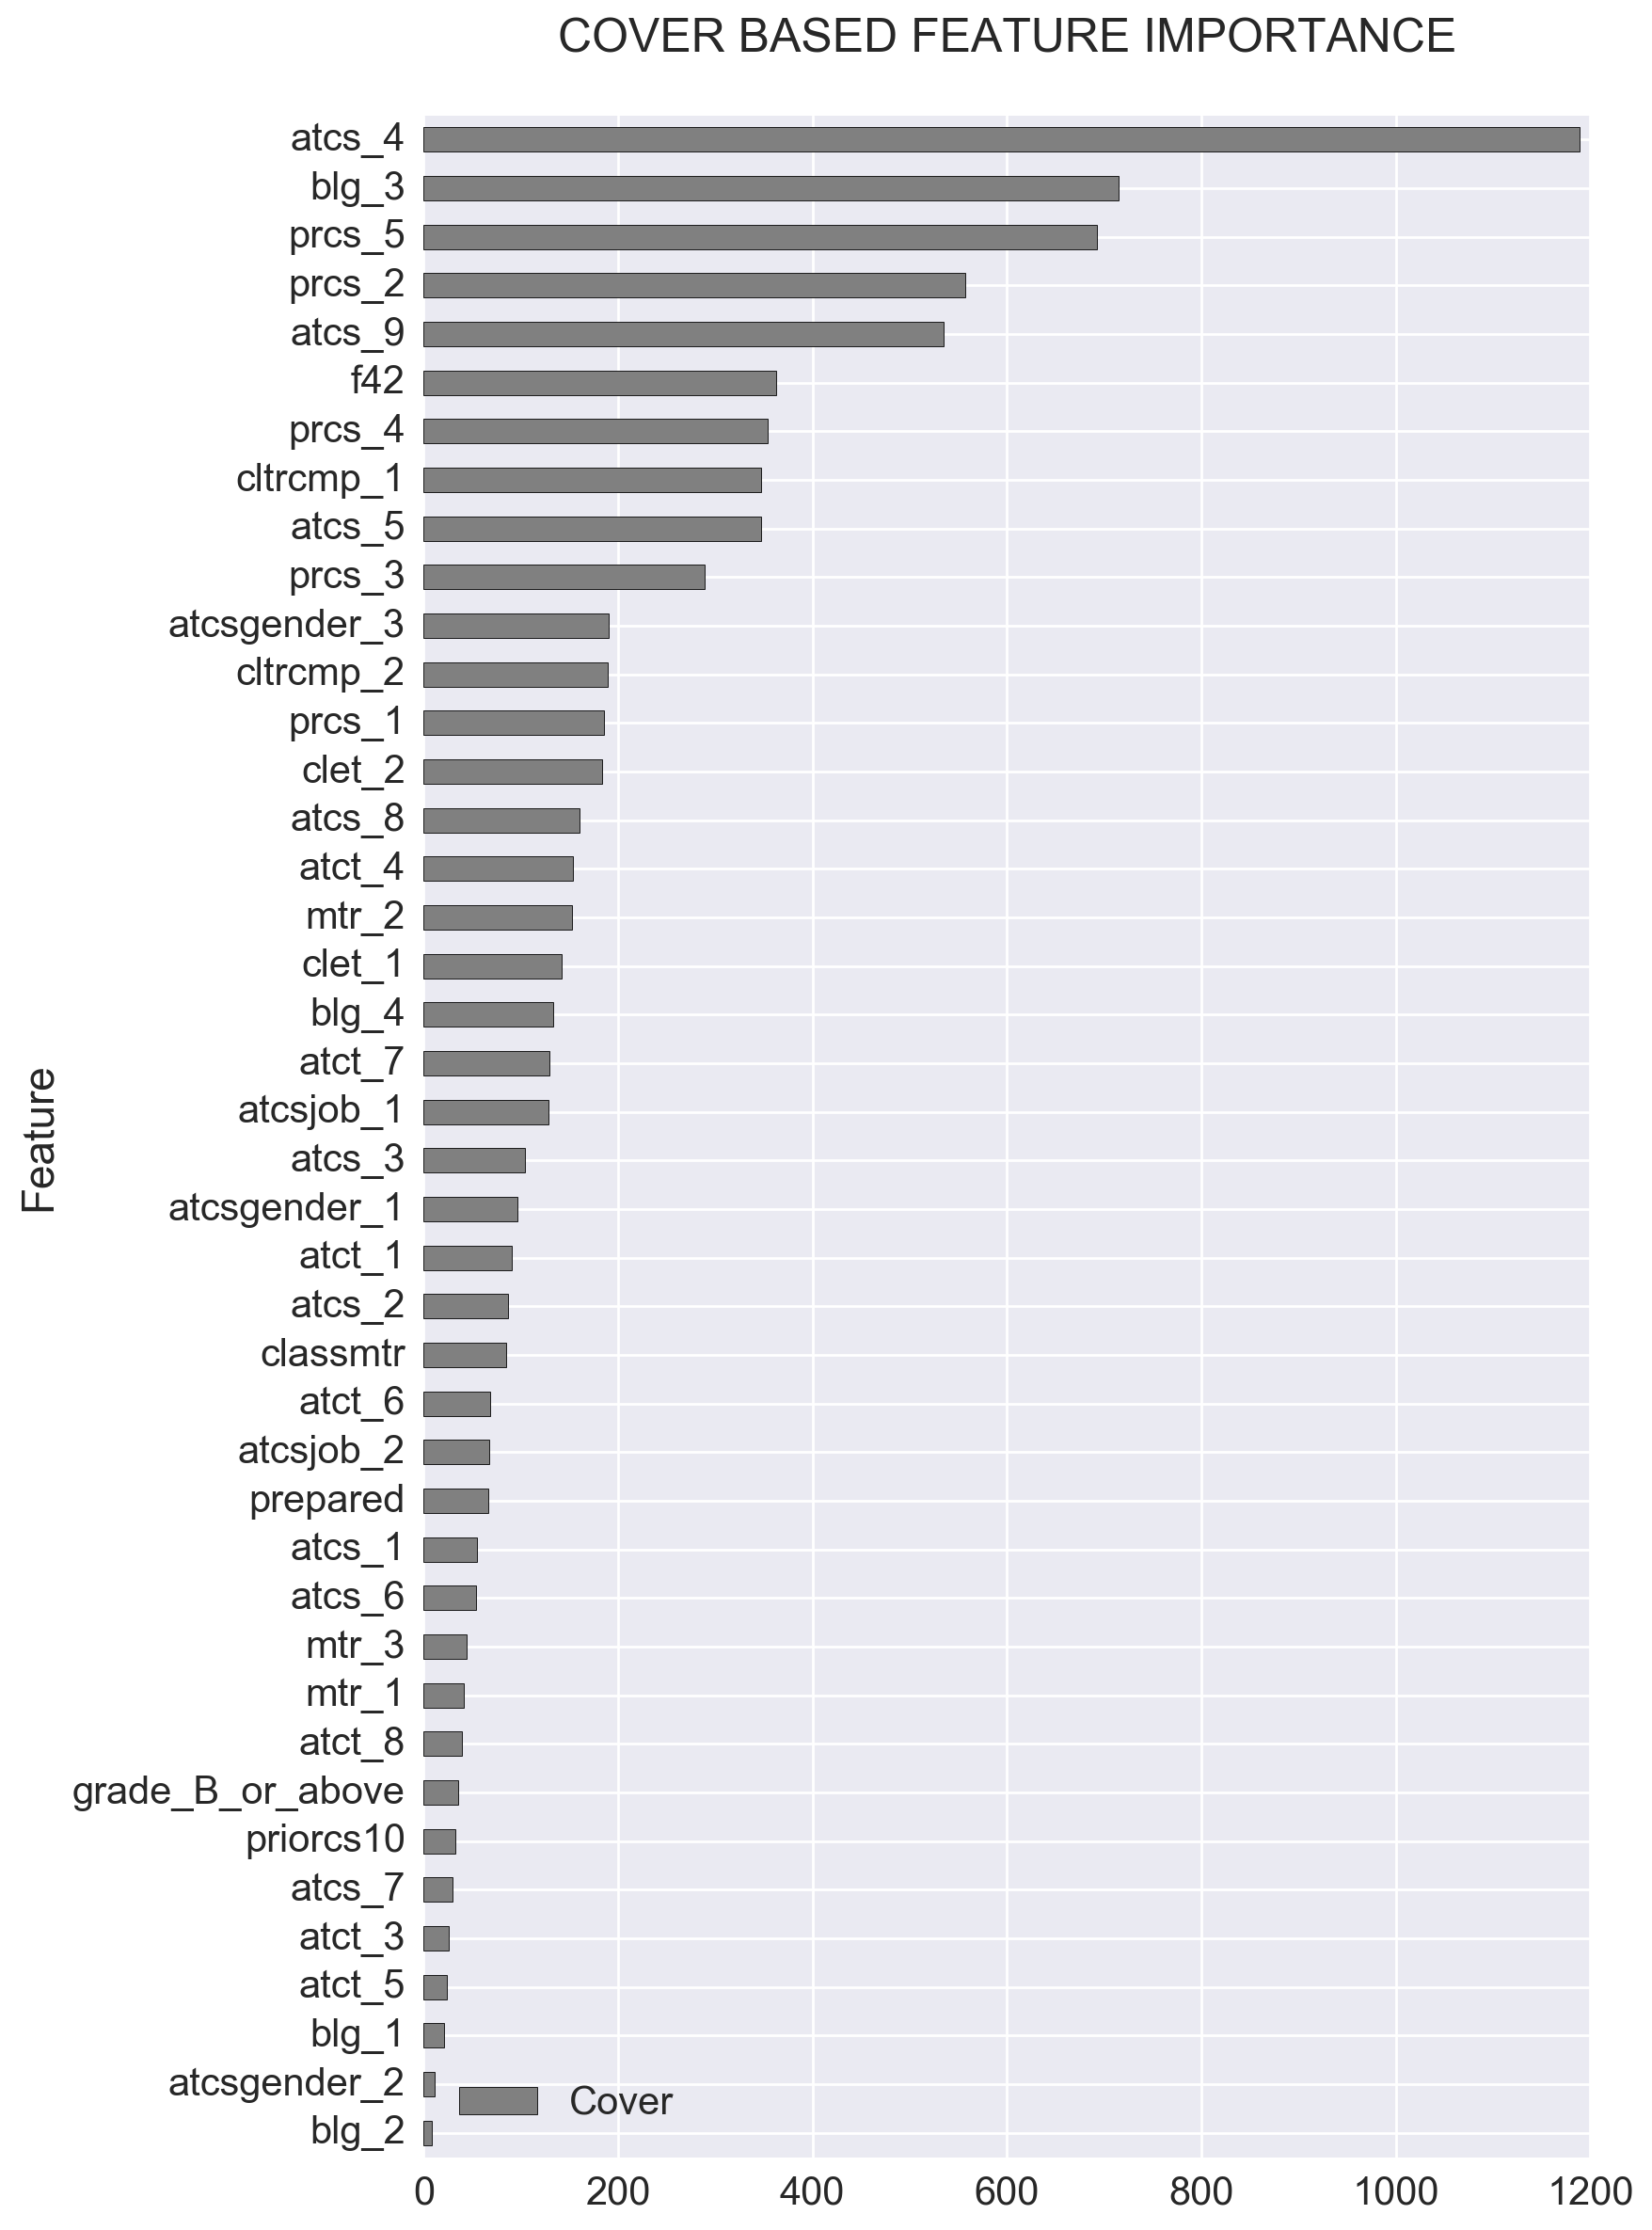 COVER BASED FEATURE IMPORTANCE
atcs_4
blg_3
prcs_5
prcs_2
atcs_9
f42
prcs_4
cltrcmp_1
atcs_5
prcs_3
atcsgender_3
cltrcmp_2
prcs_1
clet_2
atcs_8
atct_4
mtr_2
clet_1
blg_4
atct_7
atcsjob_1
atcs_3
atcsgender_1
atct_1
atcs_2
classmtr
atct_6
atcsjob_2
prepared
atcs_1
atcs_6
mtr_3
mtr_1
atct_8
grade_B_or_above
priorcs10
atcs_7
atct_3
atct_5
blg_1
atcsgender_2
blg_2
Feature
Cover
0 200 400 600 800 1000 1200